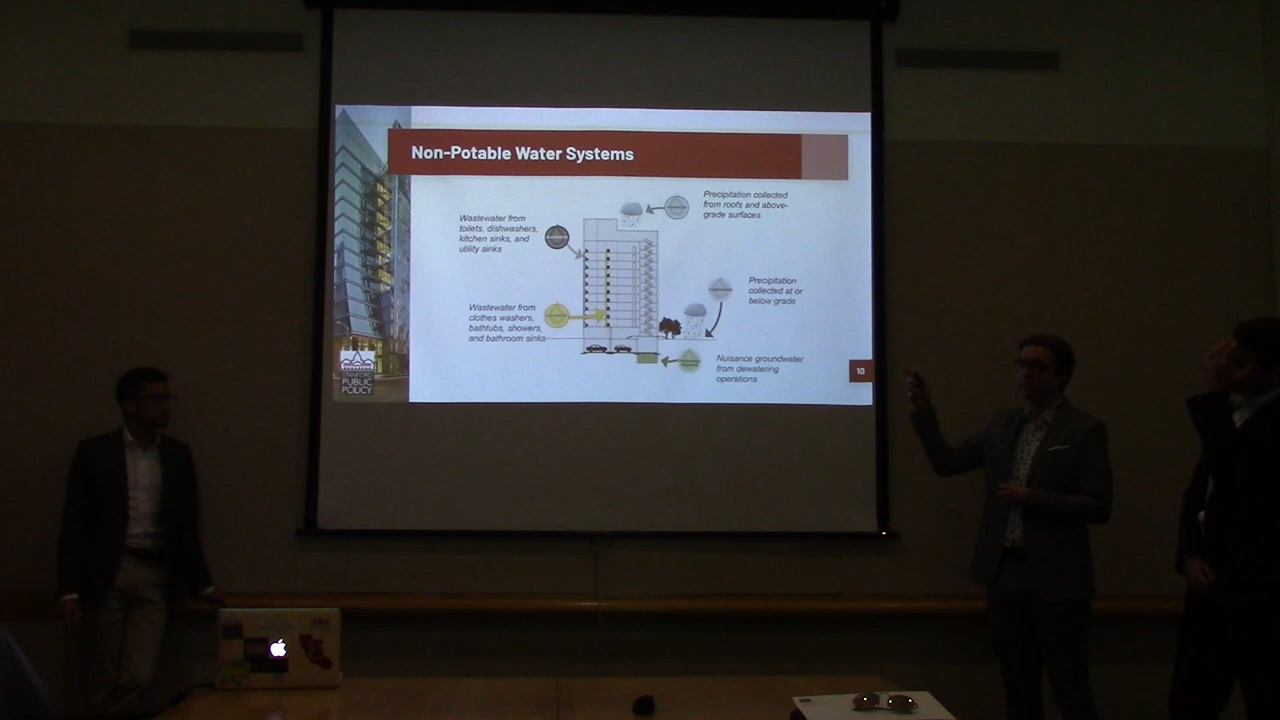 Non-Potable Water Systems
Precipitation collected
from roofs and above-
grade surfaces
Wastewater from
toilets, dishwashers,
kitchen sinks, and
utility sinks
Precipitation
collected at or
below grade
Wastewater from
clothes washers,
bathtubs, showers,
and bathroom sinks
Nuisance groundwater
from dewatering
operations
STANFORD
PUBLIC
POLICY
10